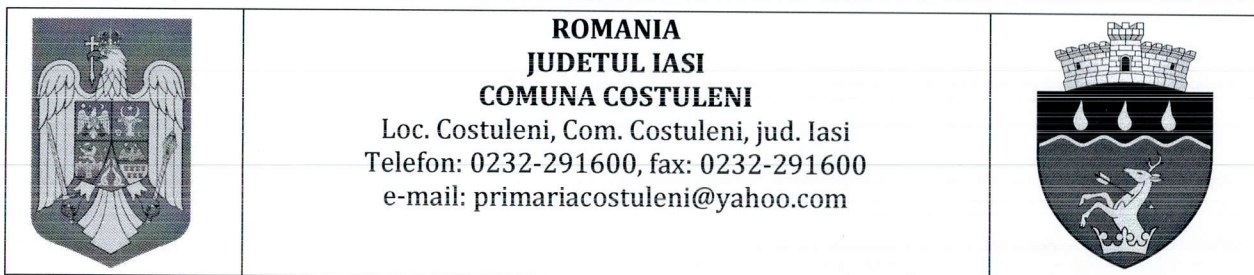 ROMANIA
JUDETUL IASI
COMUNA COSTULENI
Loc. Costuleni, Com. Costuleni, jud. Iasi
Telefon: 0232-291600, fax: 0232-291600
e-mail: primariacostuleni@yahoo.com